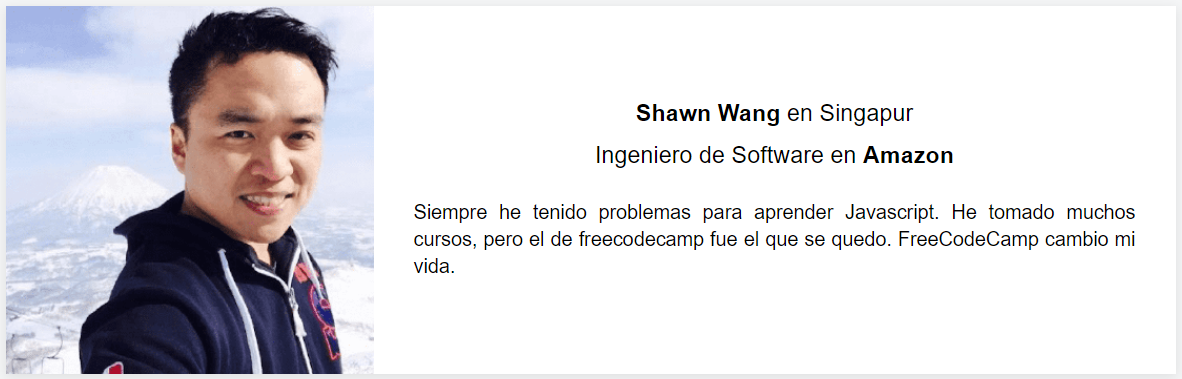 Shawn Wang en Singapur
Ingeniero de Software en Amazon
Siempre he tenido problemas para aprender Javascript. He tomado muchos
cursos, pero el de freecodecamp fue el que se quedo. FreeCodeCamp cambio mi
vida.